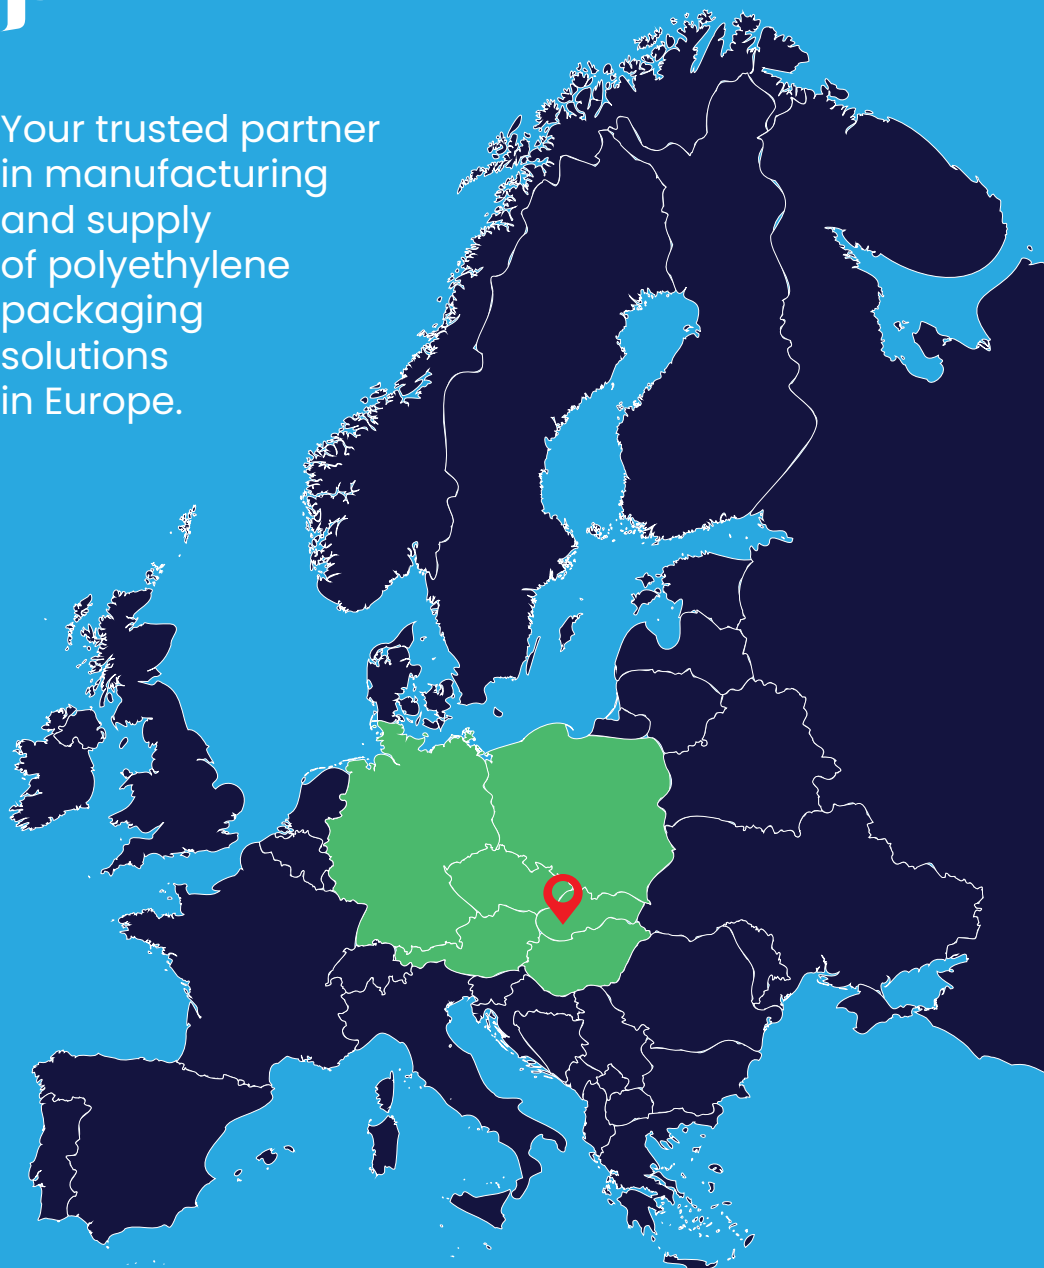 Your trusted partner
in manufacturing
and supply
of polyethylene
packaging
solutions
in Europe.